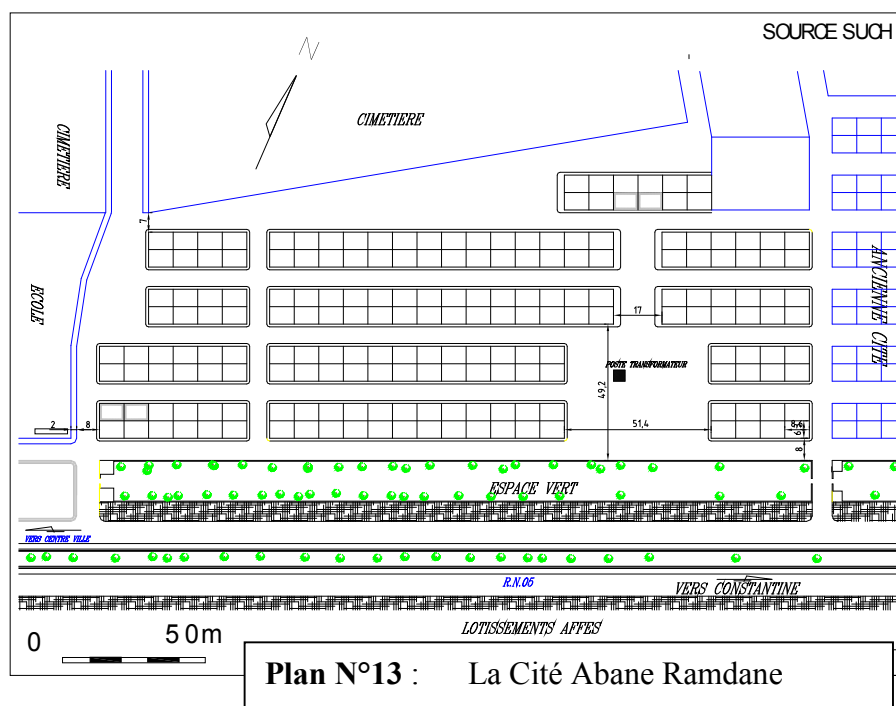 SOURCE SUCH
N
CIMETIERE
CIMETIERE
7
ECOLE
ANCIENNE CITE
17
POSTE TRANSFORMATEUR
49,2
2
8
51,4
8
ESPACE VERT
VERS CENTRE VILLE
R.N.05
VERS CONSTANTINE
LOTISSEMENTS AFFES
0 50m
Plan N°13 : La Cité Abane Ramdane